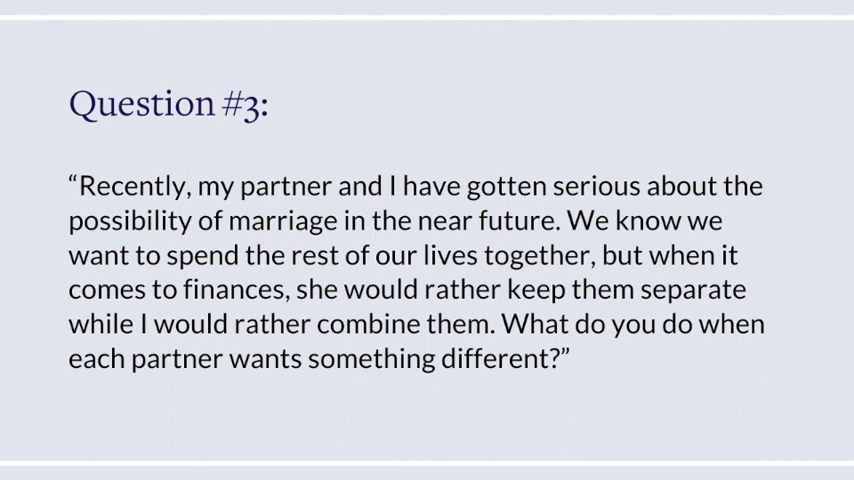 Question #3:
“Recently, my partner and I have gotten serious about the
possibility of marriage in the near future. We know we
want to spend the rest of our lives together, but when it
comes to finances, she would rather keep them separate
while I would rather combine them. What do you do when
each partner wants something different?”